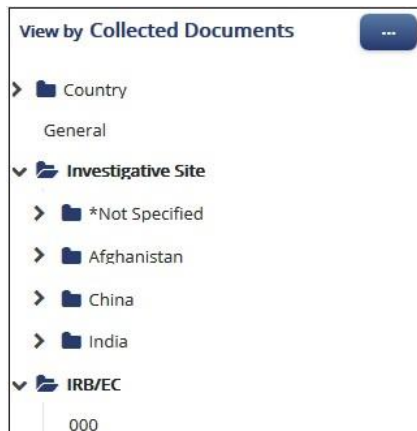 View by Collected Documents
...
Country
General
Investigative Site
*Not Specified
Afghanistan
China
India
IRB/EC
000